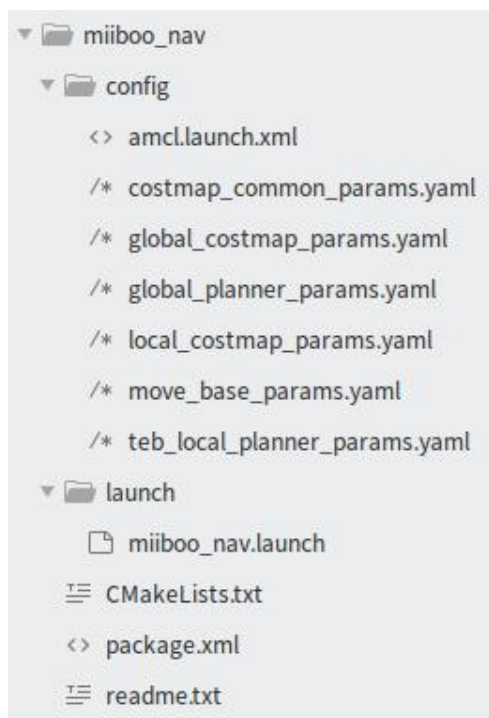 miiboo_nav
config
<> amcl.launch.xml
/* costmap_common_params.yaml
/* global_costmap_params.yaml
/* global_planner_params.yaml
/* local_costmap_params.yaml
/* move_base_params.yaml
/* teb_local_planner_params.yaml
launch
miiboo_nav.launch
CMakeLists.txt
<> package.xml
readme.txt